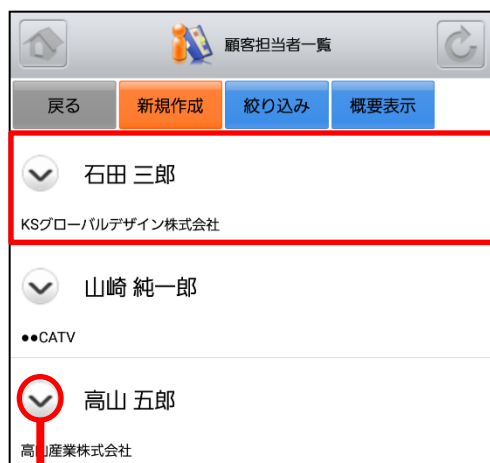 顧客担当者一覧
戻る 新規作成 絞り込み 概要表示
石田 三郎
KSグローバルデザイン株式会社
山崎 純一郎
●●CATV
高山 五郎
高山産業株式会社